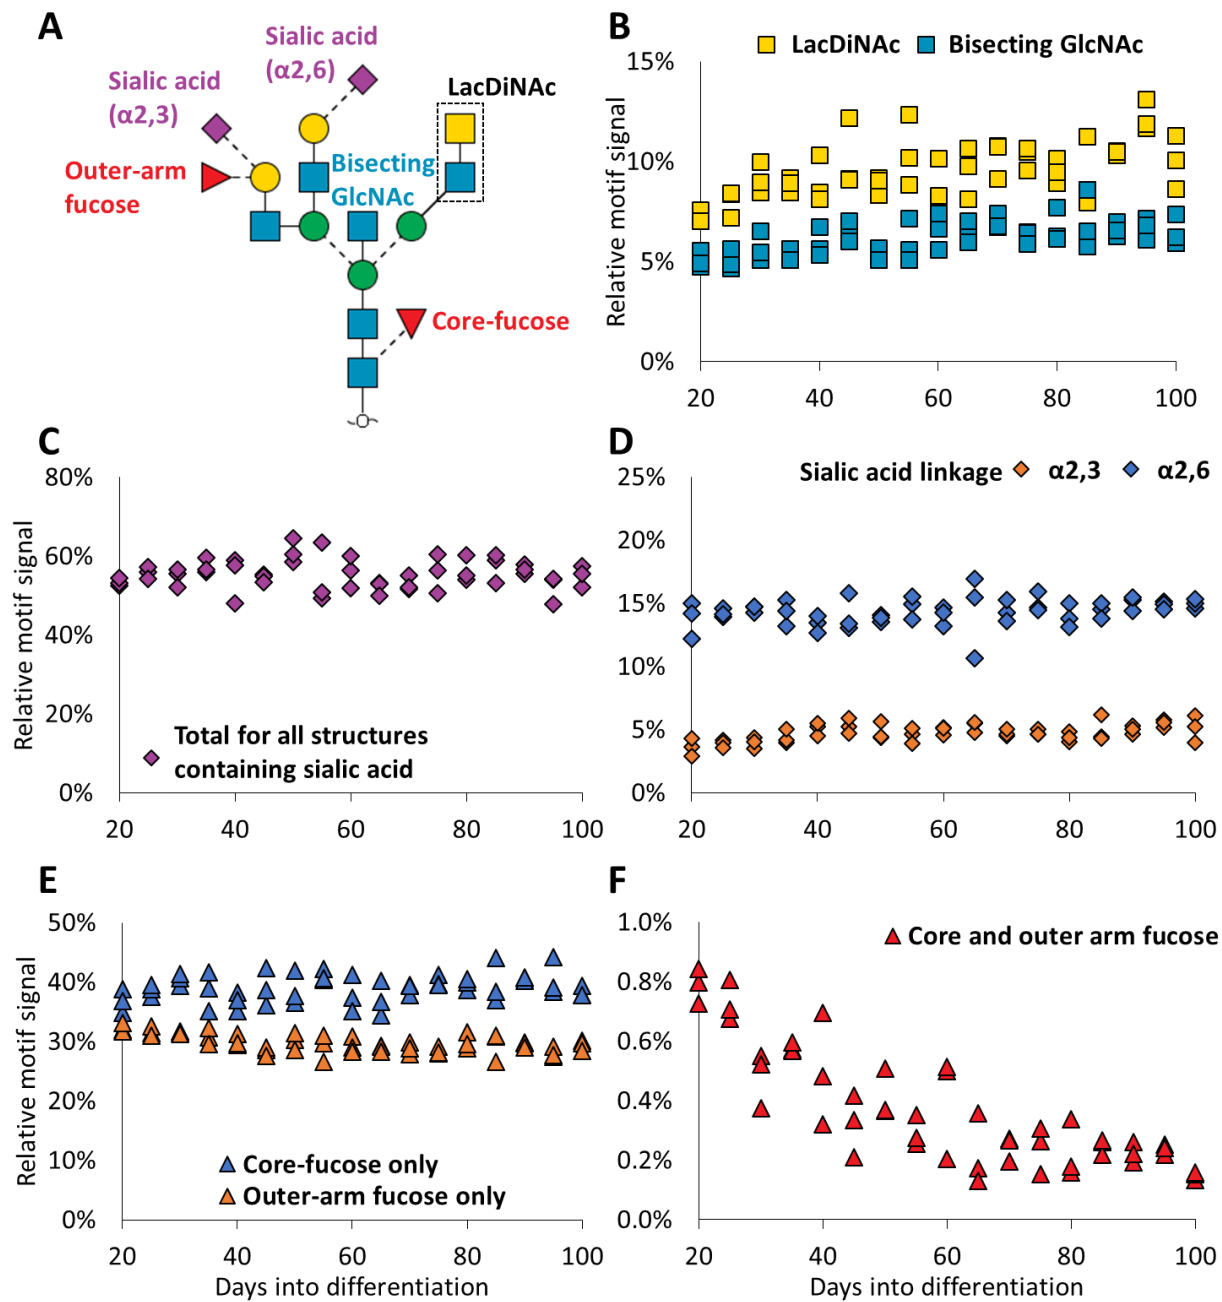 A
Sialic acid
(α2,6)
Sialic acid
(α2,3)
LacDiNAc
Outer-arm
fucose
Bisecting
GlcNAc
Core-fucose
B
LacDiNAc Bisecting GlcNAc
Relative motif signal
15%
10%
5%
0%
20 40 60 80 100
C
Relative motif signal
80%
60%
40%
20%
0%
Total for all structures
containing sialic acid
20 40 60 80 100
D
Sialic acid linkage α2,3 α2,6
25%
20%
15%
10%
5%
0%
20 40 60 80 100
E
Relative motif signal
50%
40%
30%
20%
10%
0%
Core-fucose only
Outer-arm fucose only
20 40 60 80 100
Days into differentiation
F
Core and outer arm fucose
1.0%
0.8%
0.6%
0.4%
0.2%
0.0%
20 40 60 80 100
Days into differentiation